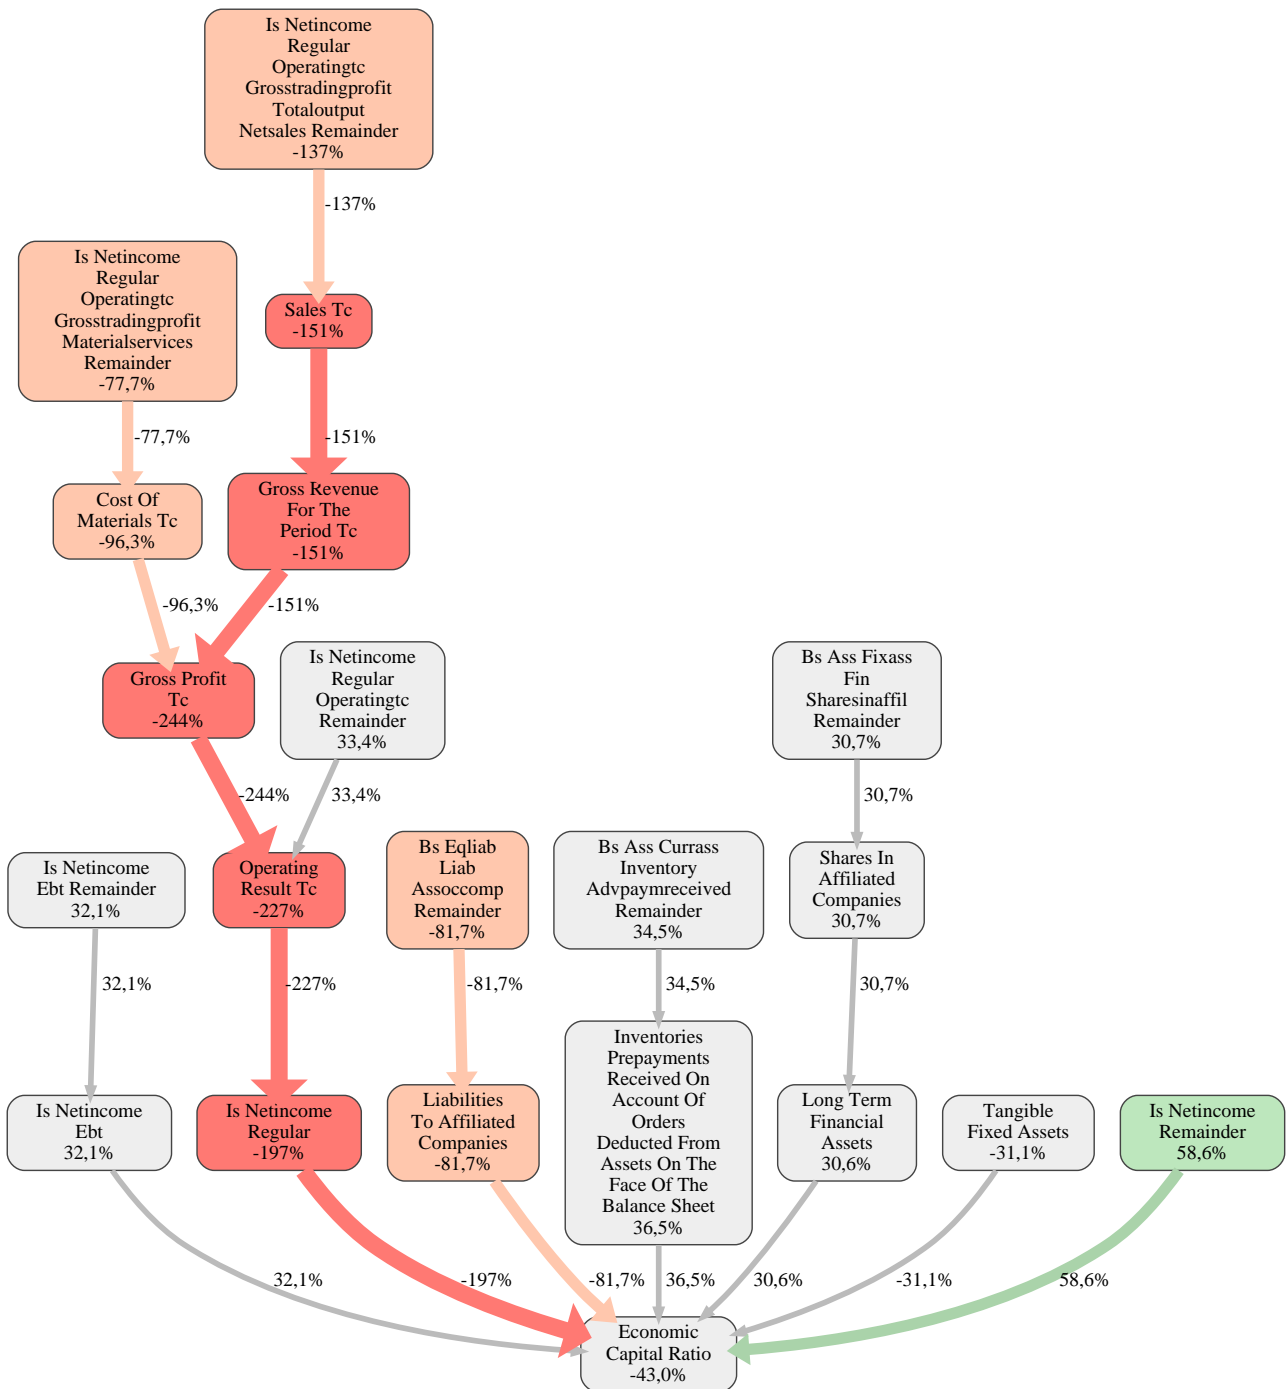 Is Netincome
Regular
Operatingtc
Grosstradingprofit
Totaloutput
Netsales Remainder
-137%
-137%
Is Netincome
Regular
Operatingtc
Grosstradingprofit
Materialservices
Remainder
-77,7%
Sales Tc
-151%
-77,7%
-151%
Cost Of
Materials Tc
-96,3%
Gross Revenue
For The
Period Tc
-151%
-96,3%
-151%
Gross Profit
Tc
-244%
Is Netincome
Regular
Operatingtc
Remainder
33,4%
Bs Ass Fixass
Fin
Sharesinaffil
Remainder
30,7%
-244%
33,4%
30,7%
Is Netincome
Ebt Remainder
32,1%
Operating
Result Tc
-227%
Bs Eqliab
Liab
Assoccomp
Remainder
-81,7%
Bs Ass Currass
Inventory
Advpaymreceived
Remainder
34,5%
Shares In
Affiliated
Companies
30,7%
32,1%
-227%
-81,7%
34,5%
30,7%
Is Netincome
Ebt
32,1%
Is Netincome
Regular
-197%
Liabilities
To Affiliated
Companies
-81,7%
Inventories
Prepayments
Received On
Account Of
Orders
Deducted From
Assets On The
Face Of The
Balance Sheet
36,5%
Long Term
Financial
Assets
30,6%
Tangible
Fixed Assets
-31,1%
Is Netincome
Remainder
58,6%
32,1%
-197%
-81,7%
36,5%
30,6%
-31,1%
58,6%
Economic
Capital Ratio
-43,0%